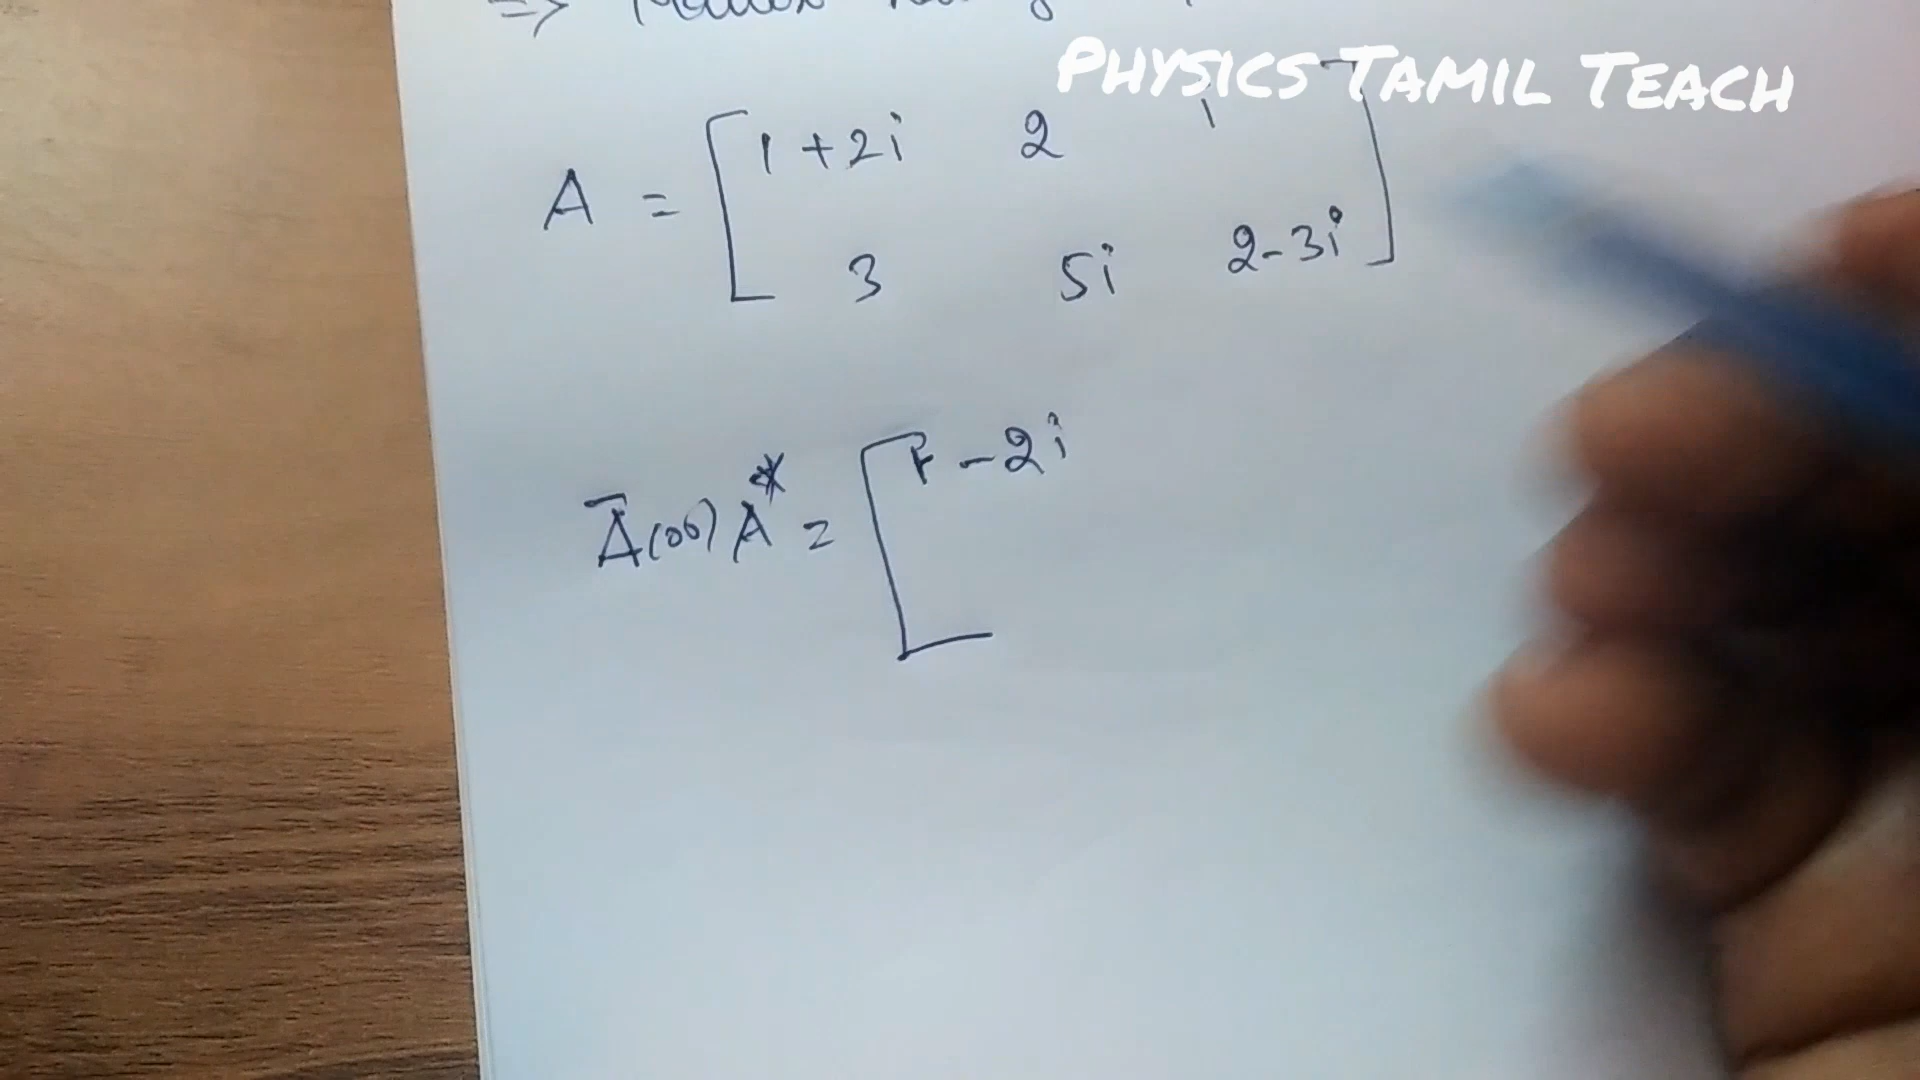 =>
PHYSICS TAMIL TEACH
A = [ 1 + 2i 2 i
3 5i 2-3i ]
Ā (or) A* = [ 1 - 2i